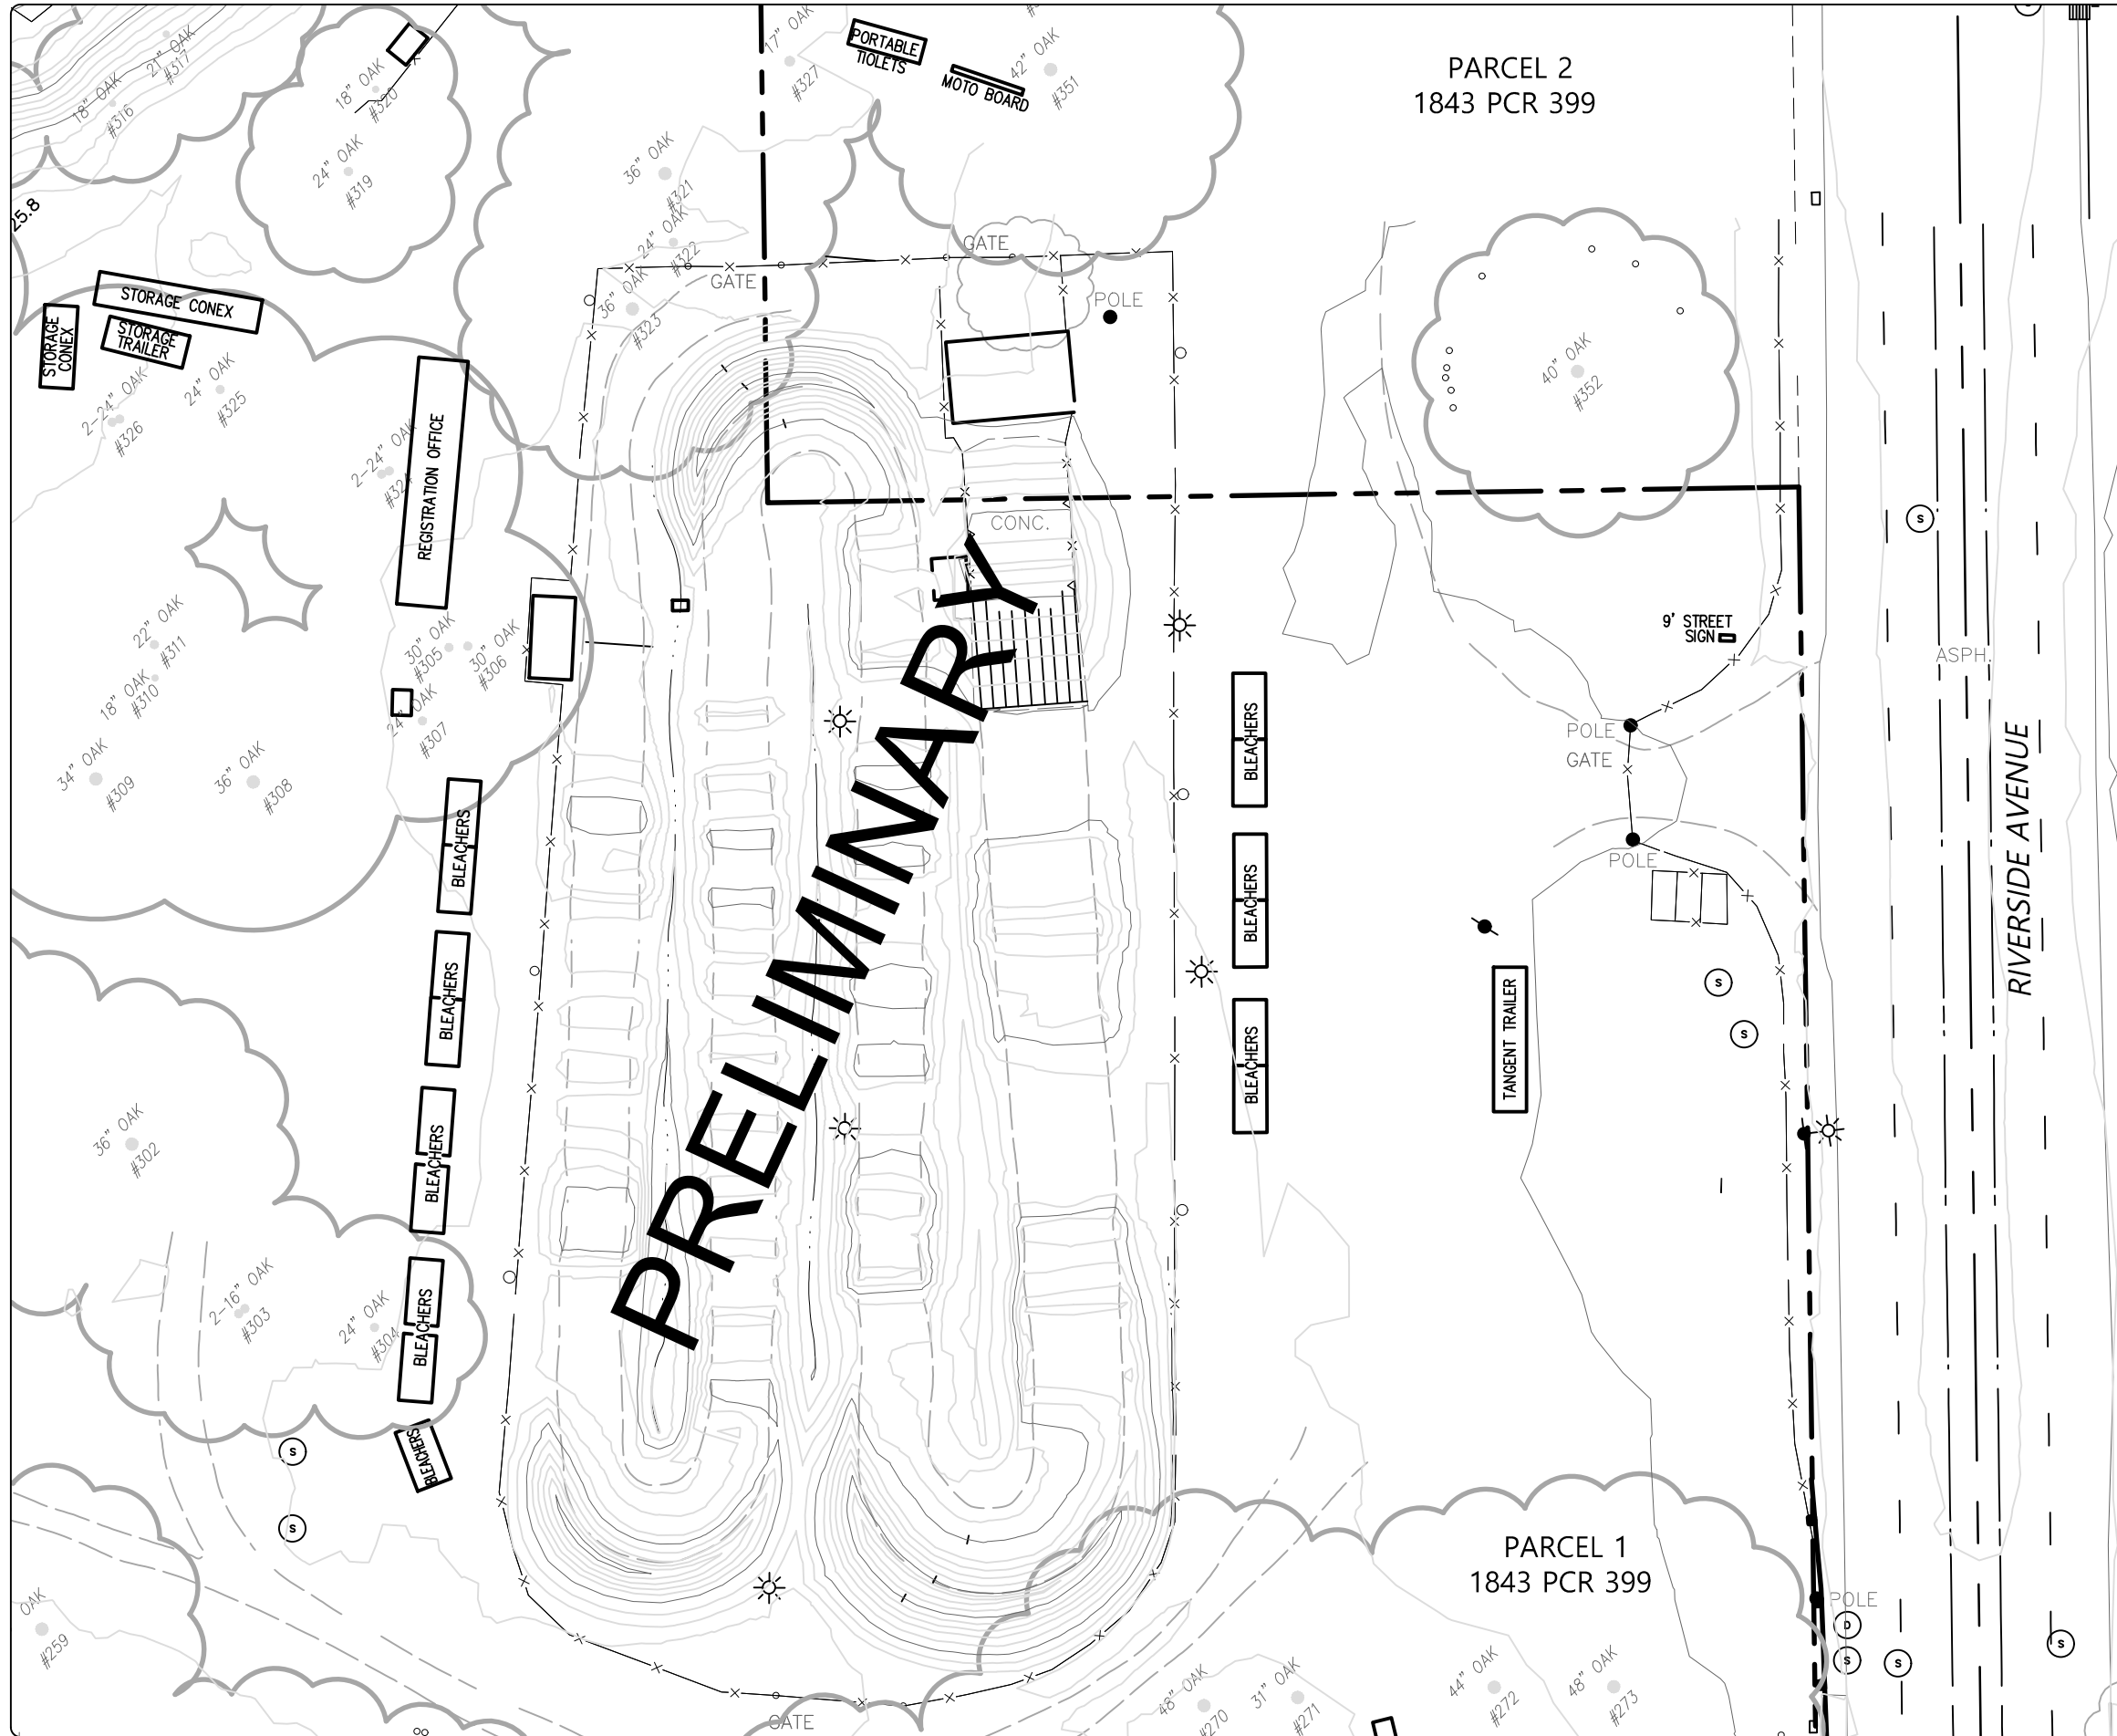 21" OAK
#317
18" OAK
#316
18" OAK
#320
24" OAK
#319
17" OAK
#327
PORTABLE
TIOLETS
MOTO BOARD
42" OAK
#351
PARCEL 2
1843 PCR 399
36" OAK
#321
24" OAK
#322
36" OAK
#323
GATE
GATE
POLE
25.8
STORAGE CONEX
STORAGE
CONEX
STORAGE
TRAILER
24" OAK
#325
2-24" OAK
#326
2-24" OAK
#324
REGISTRATION OFFICE
40" OAK
#352
CONC.
S
22" OAK
#311
18" OAK
#310
30" OAK
#305
30" OAK
#306
24" OAK
#307
34" OAK
#309
36" OAK
#308
9' STREET
SIGN
ASPH.
RIVERSIDE AVENUE
POLE
GATE
POLE
BLEACHERS
BLEACHERS
BLEACHERS
BLEACHERS
BLEACHERS
BLEACHERS
BLEACHERS
BLEACHERS
TANGENT TRAILER
S
S
PRELIMINARY
36" OAK
#302
2-16" OAK
#303
24" OAK
#304
S
S
PARCEL 1
1843 PCR 399
POLE
D
S
S
S
OAK
#259
GATE
48" OAK
#270
31" OAK
#271
44" OAK
#272
48" OAK
#273